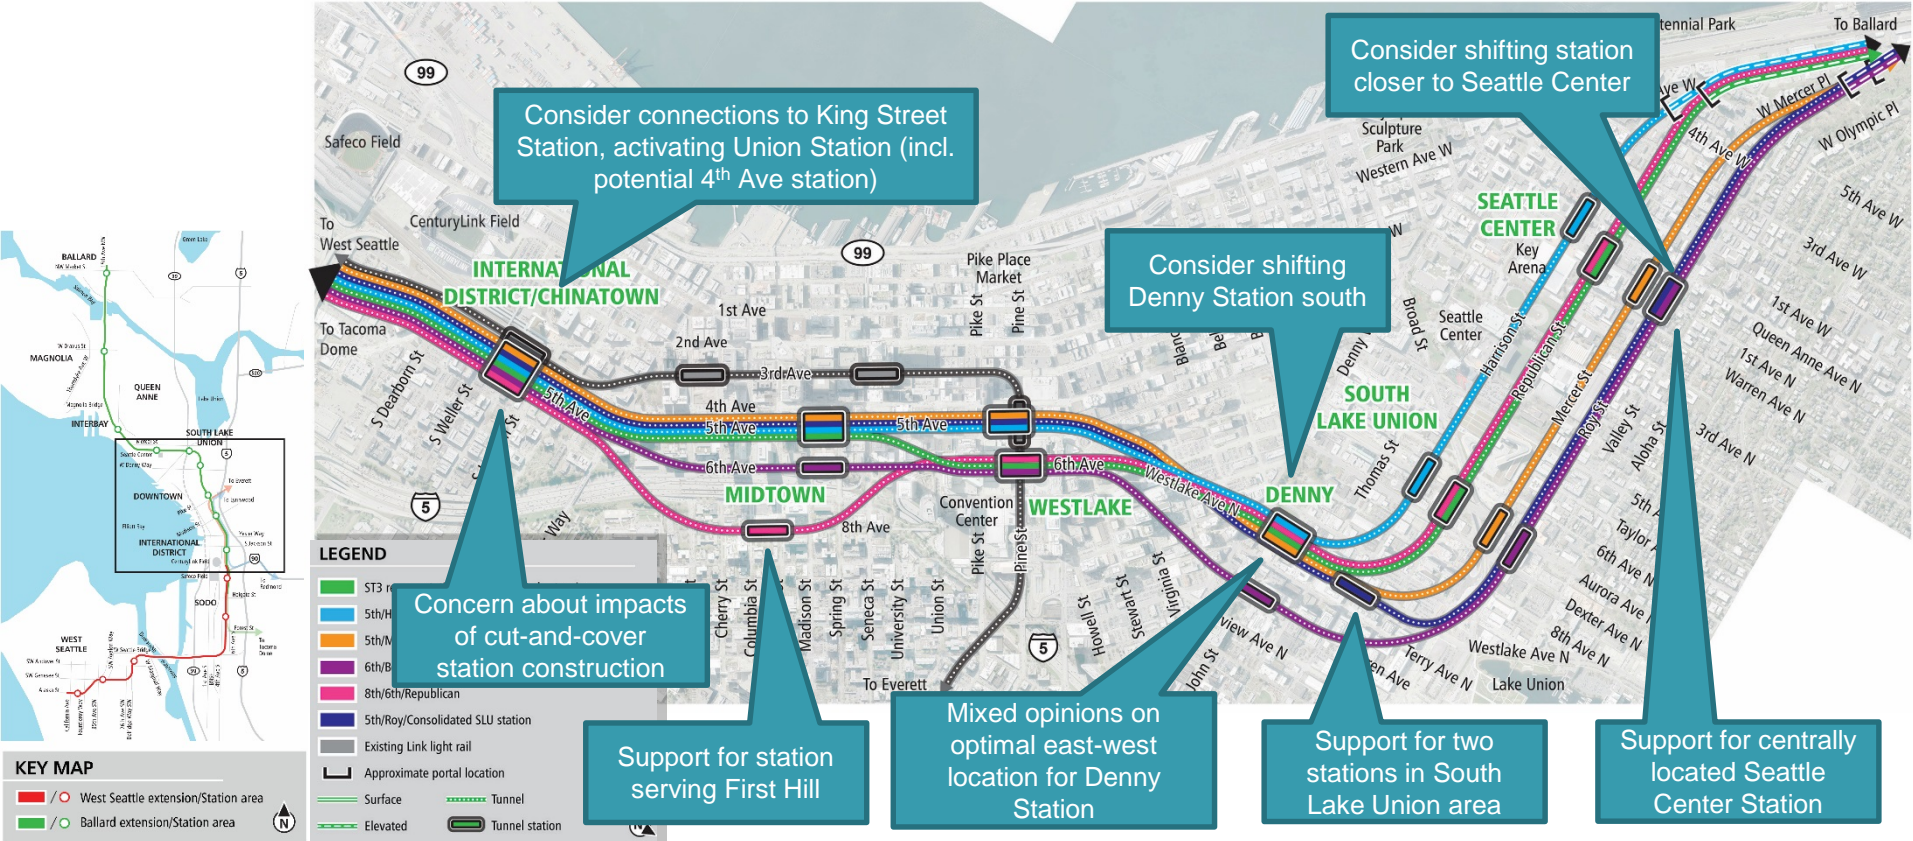 Consider connections to King Street
Station, activating Union Station (incl.
potential 4th Ave station)
Consider shifting station
closer to Seattle Center
Consider shifting
Denny Station south
Concern about impacts
of cut-and-cover
station construction
Support for station
serving First Hill
Mixed opinions on
optimal east-west
location for Denny
Station
Support for two
stations in South
Lake Union area
Support for centrally
located Seattle
Center Station
99
99
5
5
Safeco Field
CenturyLink Field
To
West Seattle
To Tacoma
Dome
INTERNATIONAL
DISTRICT/CHINATOWN
S Dearborn St
S Weller St
5th Ave
1st Ave
2nd Ave
3rd Ave
4th Ave
5th Ave
5th Ave
6th Ave
MIDTOWN
8th Ave
Pike Place
Market
Pike St
Pine St
Convention
Center
Pike St
Pine St
WESTLAKE
6th Ave
Westlake Ave N
DENNY
Cherry St
Columbia St
Madison St
Spring St
Seneca St
University St
Union St
To Everett
Howell St
Stewart St
Virginia St
John St
Terry Ave N
Westlake Ave N
Lake Union
8th Ave N
Dexter Ave N
Aurora Ave
6th Ave N
Taylor
5th
3rd Ave N
Warren Ave N
1st Ave N
Queen Anne Ave N
1st Ave W
3rd Ave W
5th Ave W
W Olympic Pl
W Mercer Pl
4th Ave W
To Ballard
tennial Park
Sculpture
Park
Western Ave W
SEATTLE
CENTER
Key
Arena
Seattle
Center
Broad St
SOUTH
LAKE UNION
Thomas St
Harrison St
Republican St
Mercer St
Roy St
Valley St
Aloha St
LEGEND
ST3
5th/H
5th/M
6th/B
8th/6th/Republican
5th/Roy/Consolidated SLU station
Existing Link light rail
Approximate portal location
Surface
Tunnel
Elevated
Tunnel station
N
BALLARD
MAGNOLIA
QUEEN
ANNE
INTERBAY
SOUTH LAKE
UNION
Seattle Center
DOWNTOWN
INTERNATIONAL
DISTRICT
SODO
WEST
SEATTLE
KEY MAP
West Seattle extension/Station area
Ballard extension/Station area
N